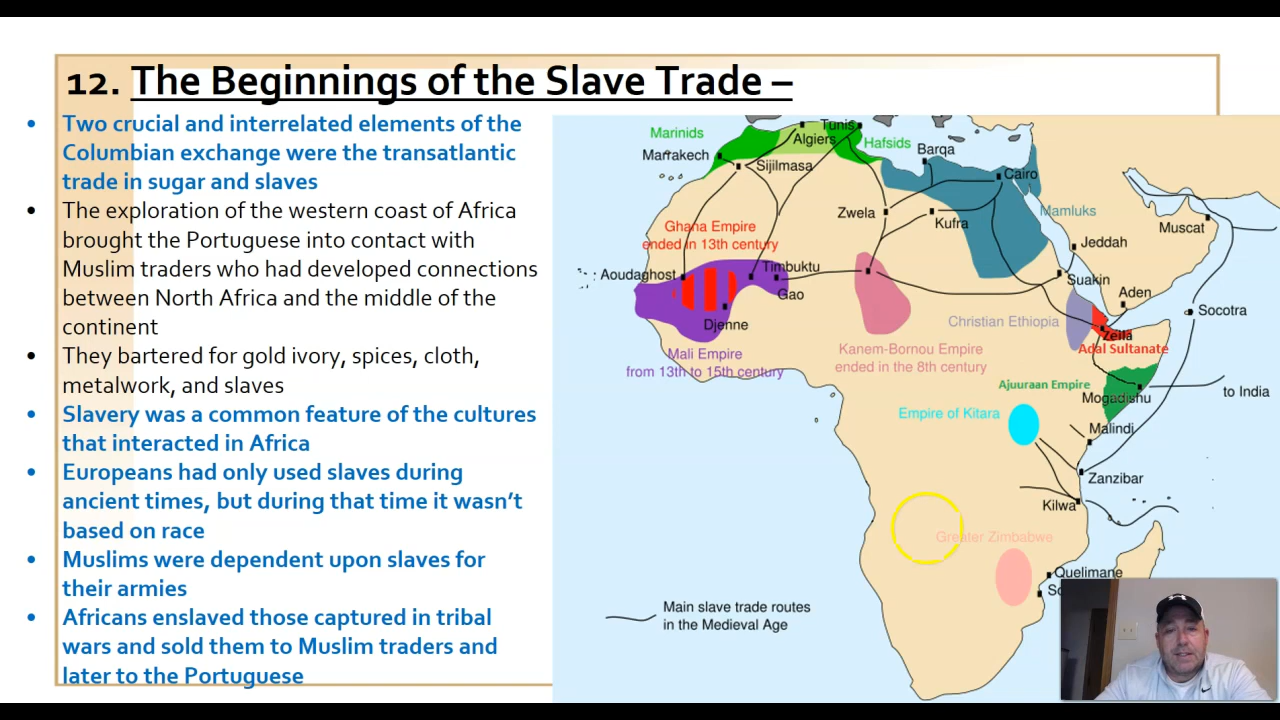 12. The Beginnings of the Slave Trade –
• Two crucial and interrelated elements of the
Columbian exchange were the transatlantic
trade in sugar and slaves
• The exploration of the western coast of Africa
brought the Portuguese into contact with
Muslim traders who had developed connections
between North Africa and the middle of the
continent
• They bartered for gold ivory, spices, cloth,
metalwork, and slaves
• Slavery was a common feature of the cultures
that interacted in Africa
• Europeans had only used slaves during
ancient times, but during that time it wasn't
based on race
• Muslims were dependent upon slaves for
their armies
• Africans enslaved those captured in tribal
wars and sold them to Muslim traders and
later to the Portuguese
Marinids
Marrakech
Algiers
Tunis
Hafsids
Barqa
Sijilmasa
Cairo
Zwela
Kufra
Mamluks
Muscat
Jeddah
Ghana Empire
ended in 13th century
Aoudaghost
Timbuktu
Gao
Djenne
Suakin
Aden
Socotra
Christian Ethiopia
Zeila
Adal Sultanate
Mali Empire
from 13th to 15th century
Kanem-Bornou Empire
ended in the 8th century
Ajuuraan Empire
Mogadishu
to India
Empire of Kitara
Malindi
Zanzibar
Kilwa
Greater Zimbabwe
Quelimane
Main slave trade routes
in the Medieval Age